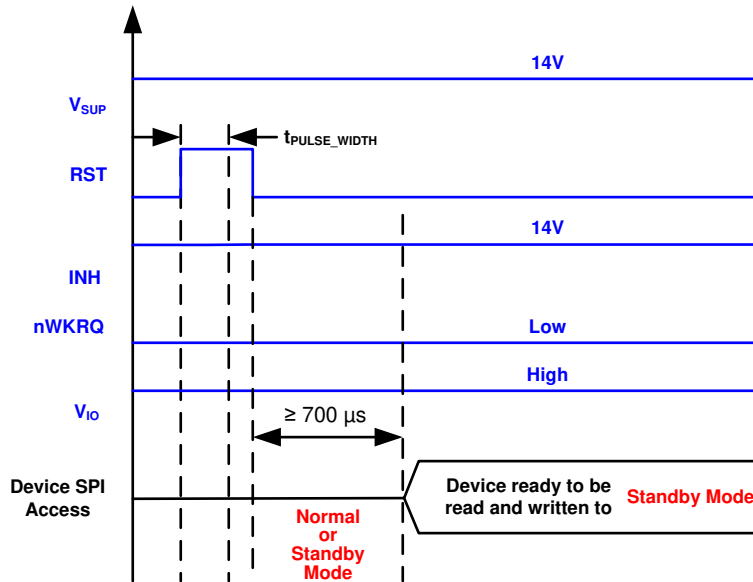 14V
VSUP
tPULSE_WIDTH
RST
14V
INH
nWKRQ
Low
High
VIO
≥ 700 µs
Device SPI
Access
Device ready to be
read and written to
Standby Mode
Normal
or
Standby
Mode